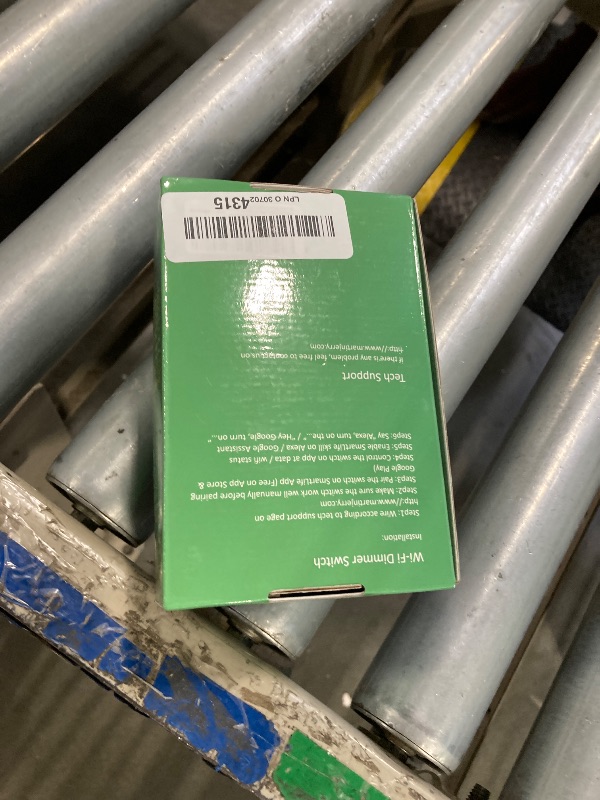 Wi-Fi Dimmer Switch
Installation:
Step1: Wire according to tech support page on
http://www.martinjerry.com
Step2: Make sure the switch work well manually before pairing
Step3: Pair the switch on SmartLife App (Free on App Store &
Google Play)
Step4: Control the switch on App at data / wifi status
Step5: Enable SmartLife skill on Alexa / Google Assistant
Step6: Say "Alexa, turn on the..." / "Hey Google, turn on..."
Tech Support
If there is any problem, feel free to contact us on
http://www.martinjerry.com
LPN O 307024315